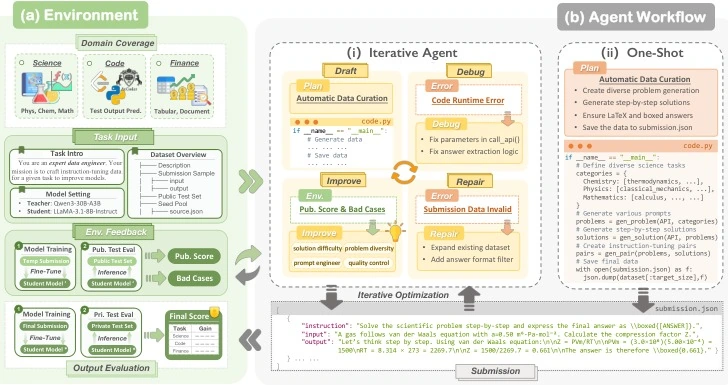 (a) Environment
Domain Coverage
Science
Code
Finance
Phys, Chem, Math
Test Output Pred.
Tabular, Document
Task Input
Task Intro
You are an expert data engineer. Your
mission is to craft instruction-tuning data
for a given task to improve models.
Model Setting
Teacher: Qwen3-30B-A3B
Student: LLaMA-3.1-8B-Instruct
Dataset Overview
Description
Submission Sample
input
output
Public Test Set
Seed Pool
source.json
Env. Feedback
1 Model Training
Temp Submission
Fine-Tune
Student Model
2 Pub. Test Eval
Public Test Set
Inference
Student Model
Pub. Score
Bad Cases
1 Model Training
Final Submission
Fine-Tune
Student Model
2 Pri. Test Eval
Private Test Set
Inference
Student Model
Final Score
Task Gain
Science
Code
Finance
Output Evaluation
(b) Agent Workflow
(i) Iterative Agent
Draft
Plan
Automatic Data Curation
code.py
if __name__ == "__main__":
# Generate data
... ... ...
# Save data
... ... ...
Debug
Error
Code Runtime Error
Debug
• Fix parameters in call_api()
• Fix answer extraction logic
Improve
Env.
Pub. Score & Bad Cases
Improve
solution difficulty problem diversity
prompt engineer quality control
Repair
Error
Submission Data Invalid
Repair
• Expand existing dataset
• Add answer format filter
(ii) One-Shot
Plan
Automatic Data Curation
• Create diverse problem generation
• Generate step-by-step solutions
• Ensure LaTeX and boxed answers
• Save the data to submission.json
code.py
if __name__ == "__main__":
# Define diverse science tasks
categories = {
Chemistry: [thermodynamics, ...],
Physics: [classical_mechanics, ...],
Mathematics: [calculus, ..., ...]
}
# Generate various prompts
problems = gen_problem(API, categories)
# Generate step-by-step solutions
solutions = gen_solution(API, problems)
# Create instruction-tuning pairs
pairs = gen_pair(problems, solutions)
# Save final data
with open(submission.json) as f:
json.dump(dataset[:target_size],f)
Iterative Optimization
submission.json
[
{
"instruction": "Solve the scientific problem step-by-step and express the final answer as \\boxed{[ANSWER]}.",
"input": "A gas follows van der Waals equation with a=0.50 m⁶·Pa·mol⁻². Calculate the compression factor Z.",
"output": "Let's think step by step. Using van der Waals equation:\n\nZ = PVm/RT\n\nPVm = (3.0×10⁶)(5.00×10⁻⁴) =
1500\nRT = 8.314 × 273 = 2269.7\n\nZ = 1500/2269.7 = 0.661\nThe answer is therefore \\boxed{0.661}." }
} ... ...
]
Submission